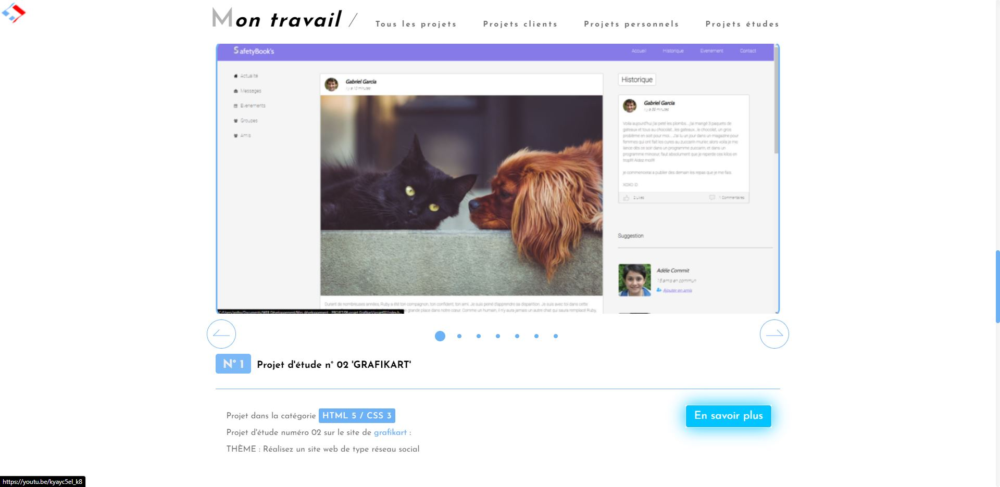 Mon travail /
Tous les projets
Projets clients
Projets personnels
Projets études
SafetyBook's
Accueil
Historique
Evenement
Contact
Actualité
Messages
Evenements
Groupes
Amis
Gabriel Garcia
il y a 10 minutes
Historique
Gabriel Garcia
il y a 59 minutes
Voila aujourd'hui j'ai peté les plombs... j'ai mangé 3 paquets de
gateaux et tous au chocolat...les gateaux...le chocolat, un gros
problème en soit pour moi... J'ai lu un jour dans un magazine pour
femmes qui ont fait les cures au zuccarin murier, alors voila je me
lance dès ce soir dans un programme zuccarin, et dans un
programme minceur, faut absolument que je reperde ces kilos en
trop!!! Aidez moi!!!
je commencerai a publier des demain les repas que je me fais.
XOXO :D
2 Likes
1 Commentaires
Suggestion
Adéle Commit
15 amis en commun
Ajouter en amis
Durant de nombreuses années, Ruby a été ton compagnon, ton confident, ton ami. Je suis peiné d'apprendre sa disparition. Je suis avec toi dans cette
grande place dans notre cœur. Comme un humain, il n'y aura jamais un autre chat qui saura remplacé Ruby,
N° 1
Projet d'étude n° 02 'GRAFIKART'
Projet dans la catégorie HTML 5 / CSS 3
En savoir plus
Projet d'étude numéro 02 sur le site de grafikart :
THÈME : Réalisez un site web de type réseau social
https://youtu.be/kyayc5el_k8